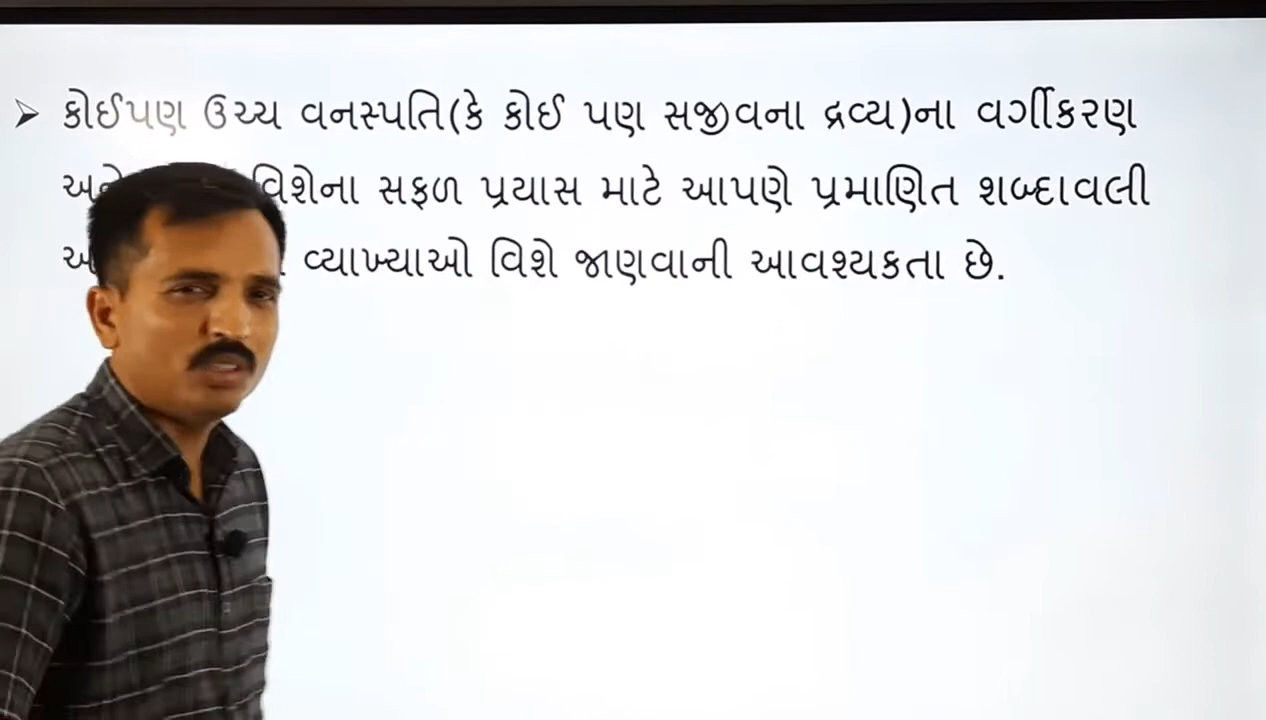 ➢ કોઈપણ ઉચ્ચ વનસ્પતિ(કે કોઈ પણ સજીવના દ્રવ્ય)ના વર્ગીકરણ
વિશેના સફળ પ્રયાસ માટે આપણે પ્રમાણિત શબ્દાવલી
વ્યાખ્યાઓ વિશે જાણવાની આવશ્યકતા છે.